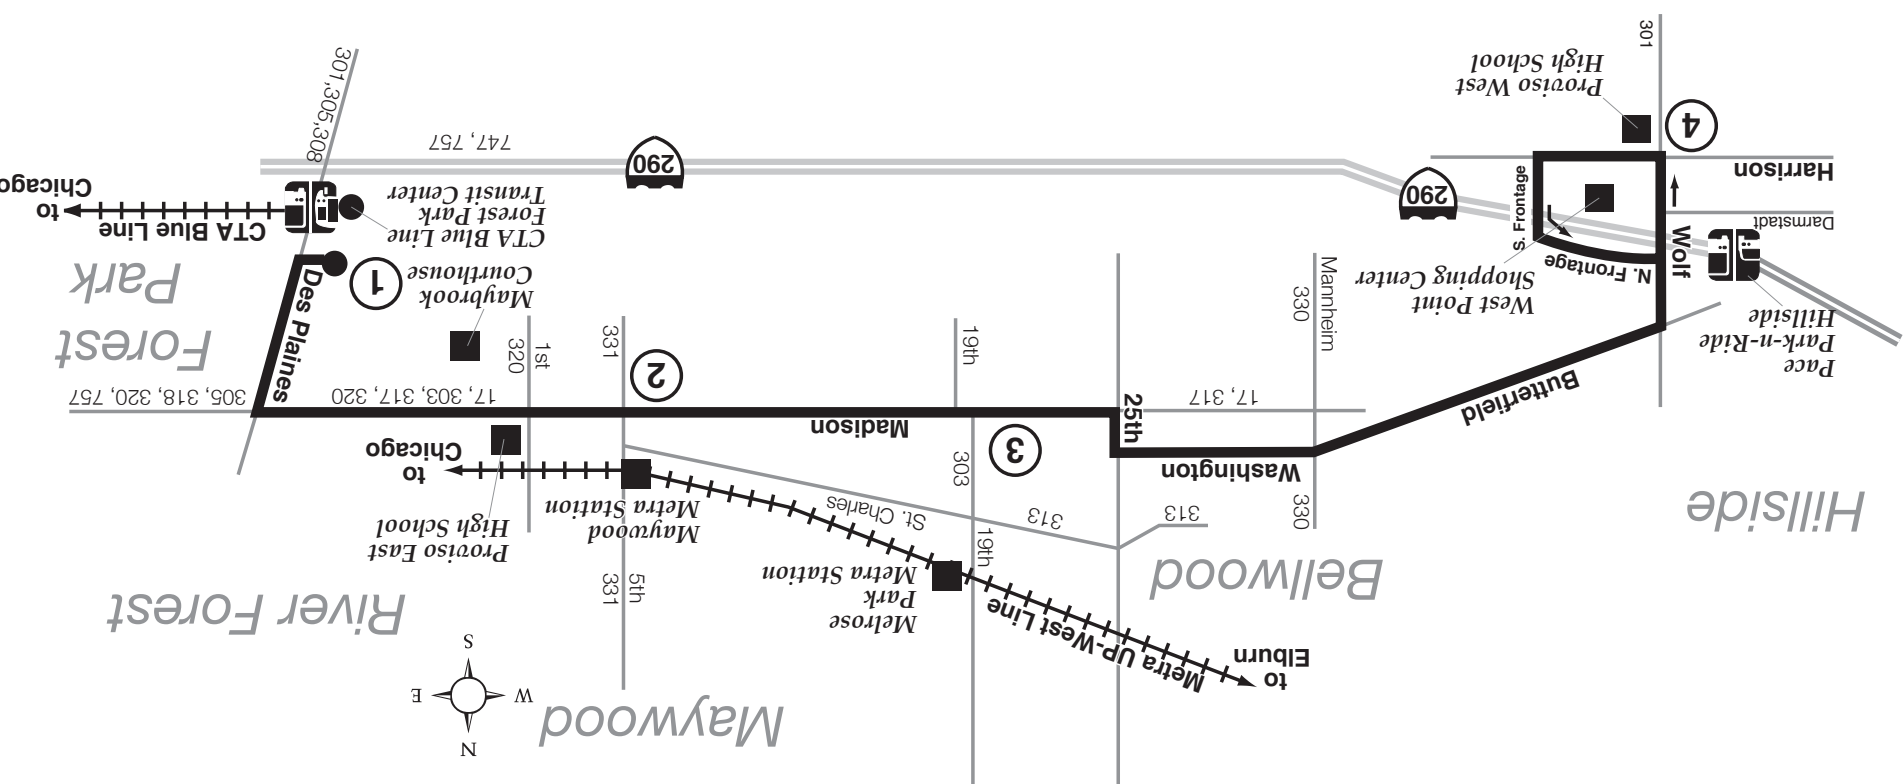 Maywood
N
W
E
S
to
Elburn
Metra UP-West Line
River Forest
Bellwood
Melrose
Park
Metra Station
5th
331
19th
Hillside
330
313
313
St. Charles
Maywood
Metra Station
Proviso East
High School
to
Chicago
Washington
303
3
Madison
25th
Butterfield
17, 317
2
17, 303, 317, 320
305, 318, 320, 757
Pace
Hillside
Park-n-Ride
Mannheim
330
19th
331
1st
320
Des Plaines
Forest
Park
West Point
Shopping Center
Maybrook
Courthouse
1
Wolf
N. Frontage
S. Frontage
Darmstadt
Harrison
CTA Blue Line
Forest Park
Transit Center
CTA Blue Line
to
Chicago
290
290
747, 757
301,305,308
4
Proviso West
High School
301